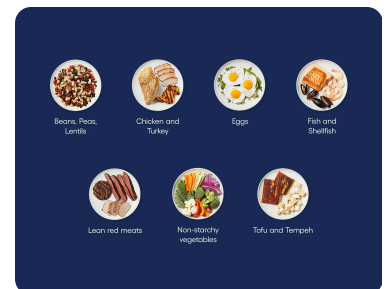 Beans, Peas,
Lentils
Chicken and
Turkey
Eggs
Fish and
Shellfish
Lean red meats
Non-starchy
vegetables
Tofu and Tempeh